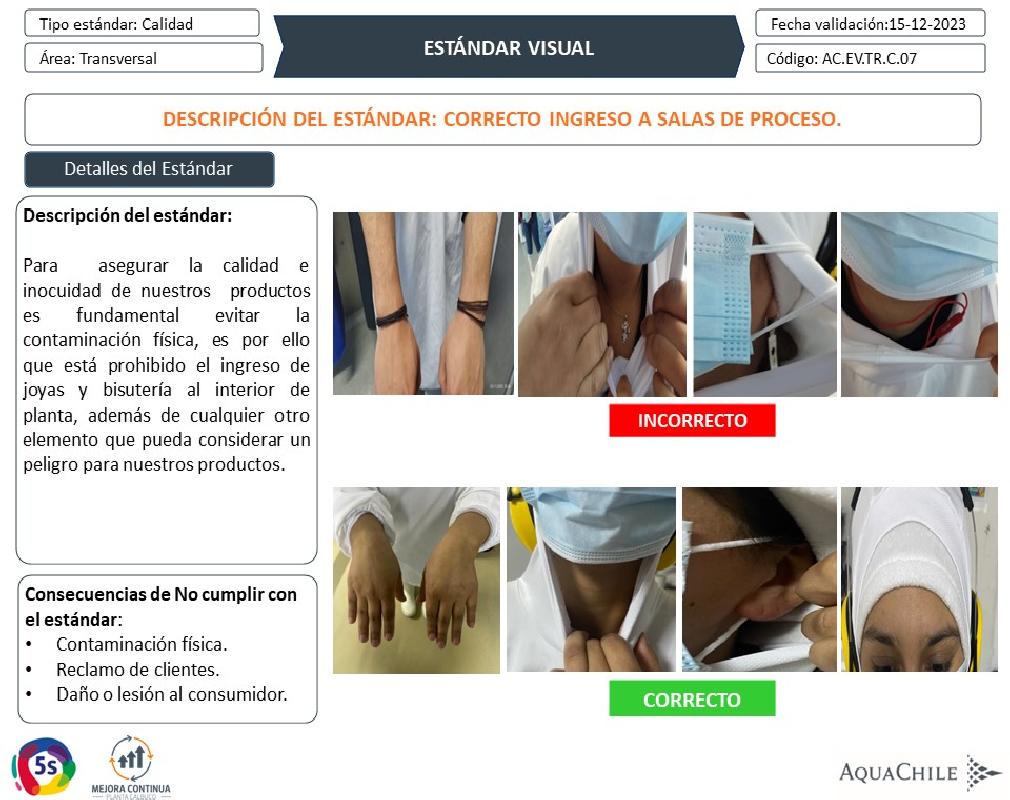 Tipo estándar: Calidad
Área: Transversal
ESTÁNDAR VISUAL
Fecha validación:15-12-2023
Código: AC.EV.TR.C.07
DESCRIPCIÓN DEL ESTÁNDAR: CORRECTO INGRESO A SALAS DE PROCESO.
Detalles del Estándar
Descripción del estándar:
Para asegurar la calidad e
inocuidad de nuestros productos
es fundamental evitar la
contaminación física, es por ello
que está prohibido el ingreso de
joyas y bisutería al interior de
planta, además de cualquier otro
elemento que pueda considerar un
peligro para nuestros productos.
INCORRECTO
Consecuencias de No cumplir con
el estándar:
• Contaminación física.
• Reclamo de clientes.
• Daño o lesión al consumidor.
CORRECTO
5s
MEJORA CONTINUA
PLANTA CALBUCO
AQUACHILE